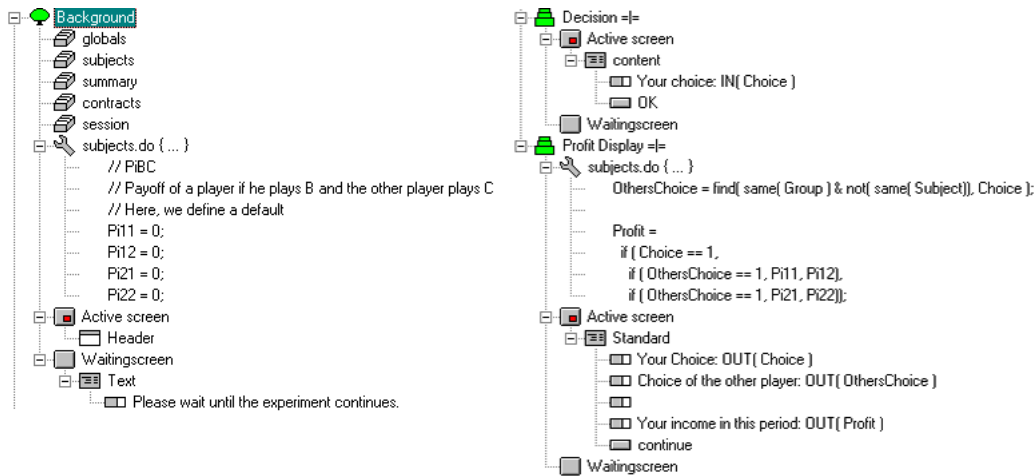 Background
globals
subjects
summary
contracts
session
subjects.do { ... }
// PiBC
// Payoff of a player if he plays B and the other player plays C
// Here, we define a default
Pi11 = 0;
Pi12 = 0;
Pi21 = 0;
Pi22 = 0;
Active screen
Header
Waitingscreen
Text
Please wait until the experiment continues.
Decision =|=
Active screen
content
Your choice: IN( Choice )
OK
Waitingscreen
Profit Display =|=
subjects.do { ... }
OthersChoice = find( same( Group ) & not( same( Subject)), Choice );
Profit =
if ( Choice == 1,
if ( OthersChoice == 1, Pi11, Pi12),
if ( OthersChoice == 1, Pi21, Pi22));
Active screen
Standard
Your Choice: OUT( Choice )
Choice of the other player: OUT( OthersChoice )
Your income in this period: OUT( Profit )
continue
Waitingscreen